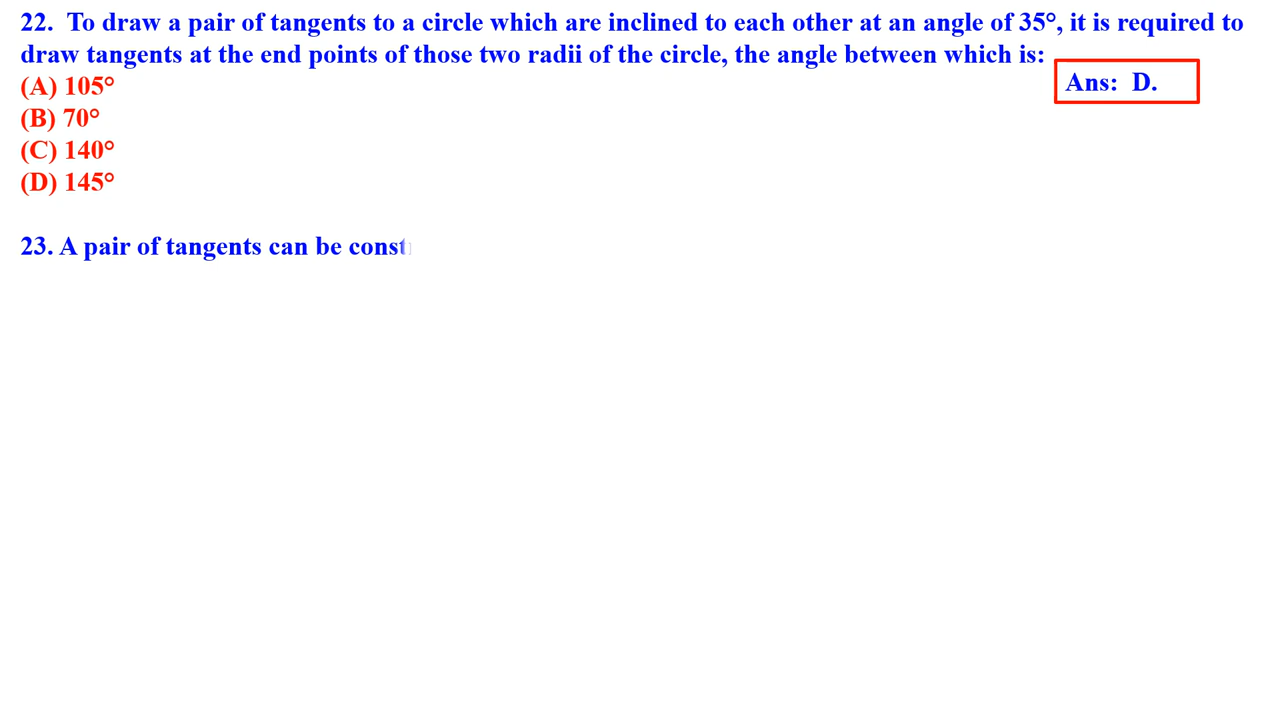 22. To draw a pair of tangents to a circle which are inclined to each other at an angle of 35°, it is required to
draw tangents at the end points of those two radii of the circle, the angle between which is:
Ans: D.
(A) 105°
(B) 70°
(C) 140°
(D) 145°
23. A pair of tangents can be